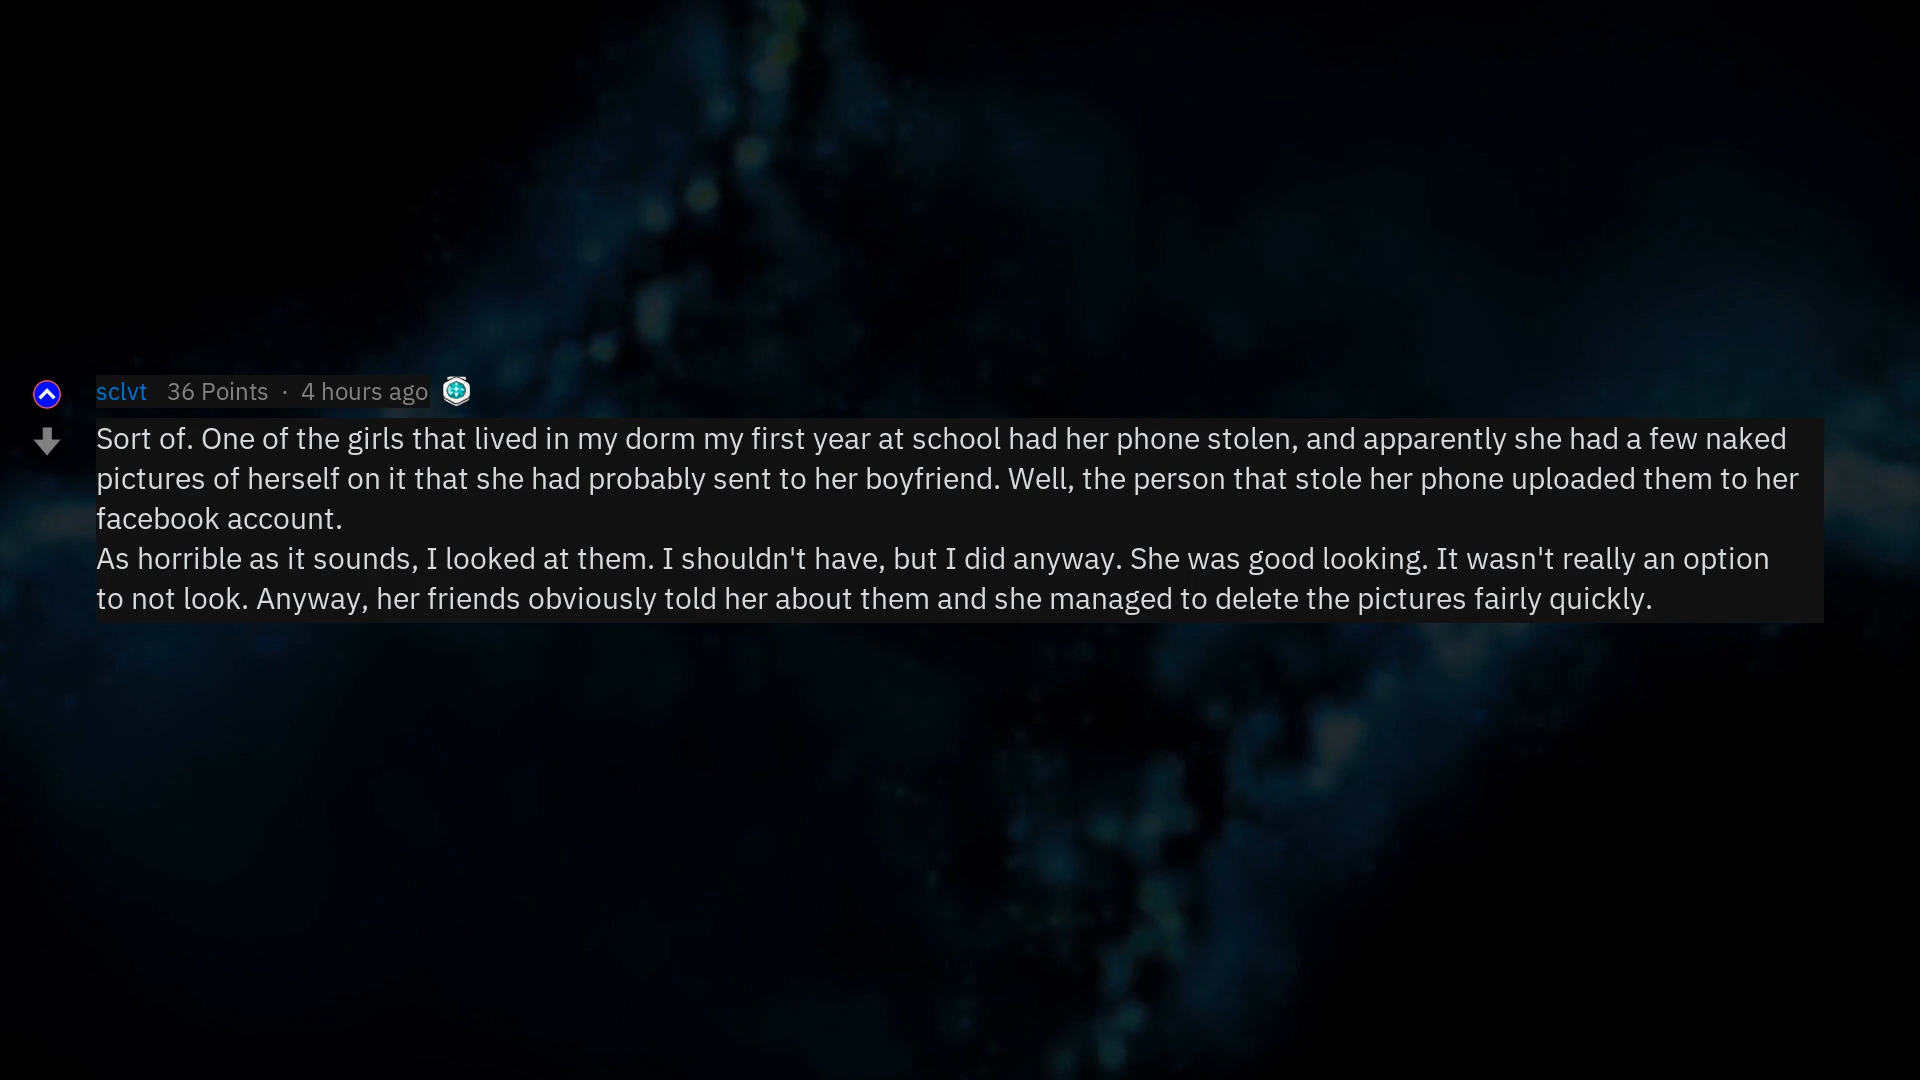 sclvt 36 Points · 4 hours ago
Sort of. One of the girls that lived in my dorm my first year at school had her phone stolen, and apparently she had a few naked
pictures of herself on it that she had probably sent to her boyfriend. Well, the person that stole her phone uploaded them to her
facebook account.
As horrible as it sounds, I looked at them. I shouldn't have, but I did anyway. She was good looking. It wasn't really an option
to not look. Anyway, her friends obviously told her about them and she managed to delete the pictures fairly quickly.